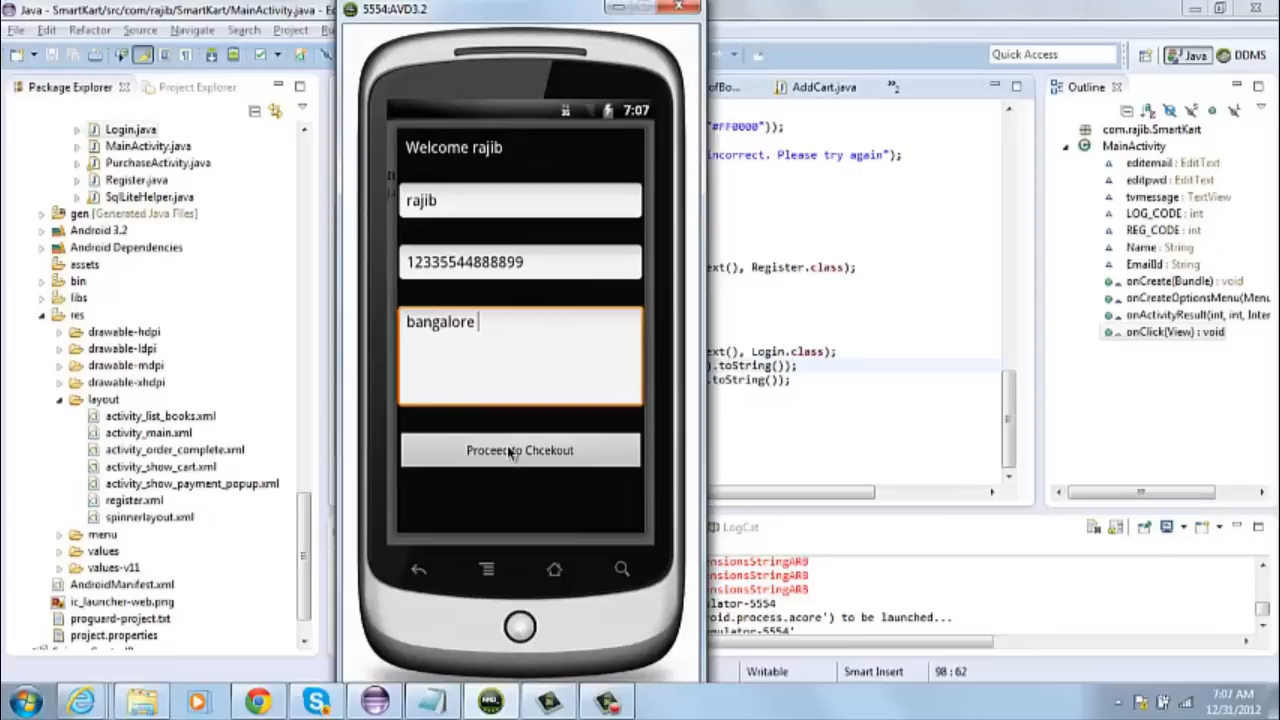 Java - SmartKart/src/com/rajib/SmartKart/MainActivity.java - E
5554:AVD3.2
File Edit Refactor Source Navigate Search Project
Quick Access
Java
DDMS
Package Explorer
Project Explorer
AddCart.java
Outline
Login.java
MainActivity.java
PurchaseActivity.java
Register.java
SqlLiteHelper.java
gen [Generated Java Files]
Android 3.2
Android Dependencies
assets
bin
libs
res
drawable-hdpi
drawable-ldpi
drawable-mdpi
drawable-xhdpi
layout
activity_list_books.xml
activity_main.xml
activity_order_complete.xml
activity_show_cart.xml
activity_show_payment_popup.xml
register.xml
spinnerlayout.xml
menu
values
values-v11
AndroidManifest.xml
ic_launcher-web.png
proguard-project.txt
project.properties
7:07
Welcome rajib
rajib
12335544888899
bangalore
Proceed to Chcekout
"#FF0000"));
incorrect. Please try again");
ext(), Register.class);
ext(), Login.class);
).toString());
.toString());
com.rajib.SmartKart
MainActivity
editemail : EditText
editpwd : EditText
tvmessage : TextView
LOG_CODE : int
REG_CODE : int
Name : String
EmailId : String
onCreate(Bundle) : void
onCreateOptionsMenu(Menu
onActivityResult(int, int, Inter
onClick(View) : void
LogCat
ensionsStringARB
ensionsStringARB
ensionsStringARB
ulator-5554
oid.process.acore') to be launched...
Writable
Smart Insert
98 : 62
7:07 AM
12/31/2012